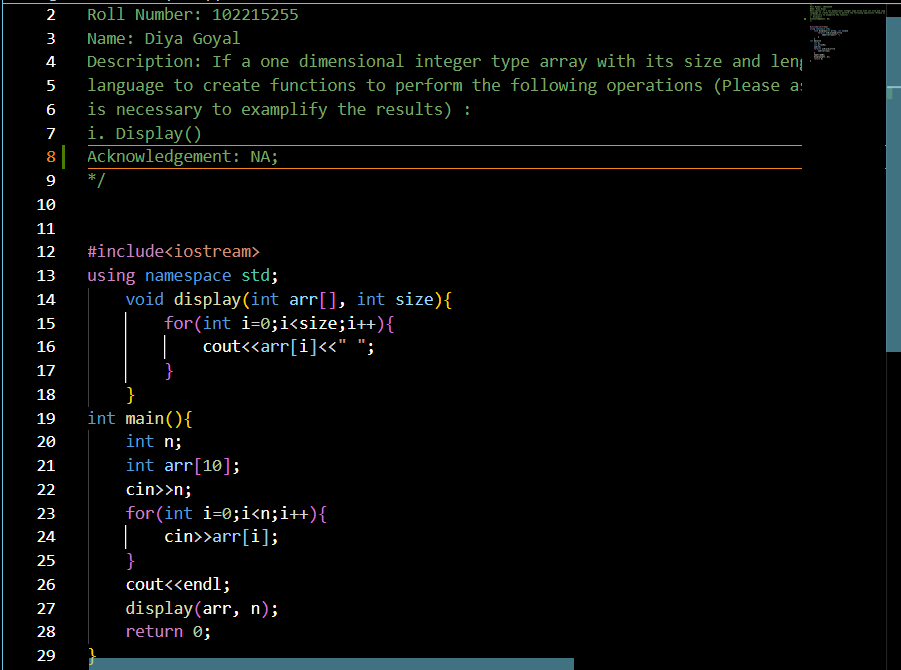 2 Roll Number: 102215255
3 Name: Diya Goyal
4 Description: If a one dimensional integer type array with its size and
5 language to create functions to perform the following operations (Please
6 is necessary to examplify the results) :
7 i. Display()
8 Acknowledgement: NA;
9 */
10
11
12 #include<iostream>
13 using namespace std;
14 void display(int arr[], int size){
15 for(int i=0;i<size;i++){
16 cout<<arr[i]<<" ";
17 }
18 }
19 int main(){
20 int n;
21 int arr[10];
22 cin>>n;
23 for(int i=0;i<n;i++){
24 cin>>arr[i];
25 }
26 cout<<endl;
27 display(arr, n);
28 return 0;
29 }